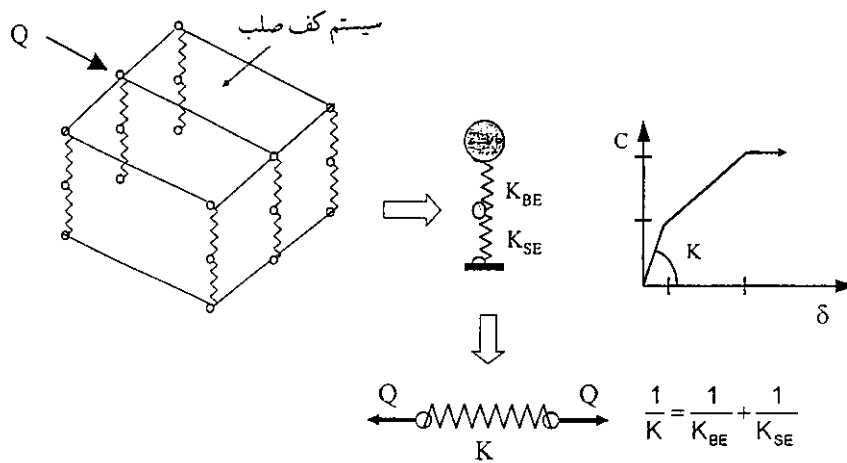 سیستم کف صلب
Q
K_BE
K_SE
C
K
δ
Q Q
K
1/K = 1/K_BE + 1/K_SE